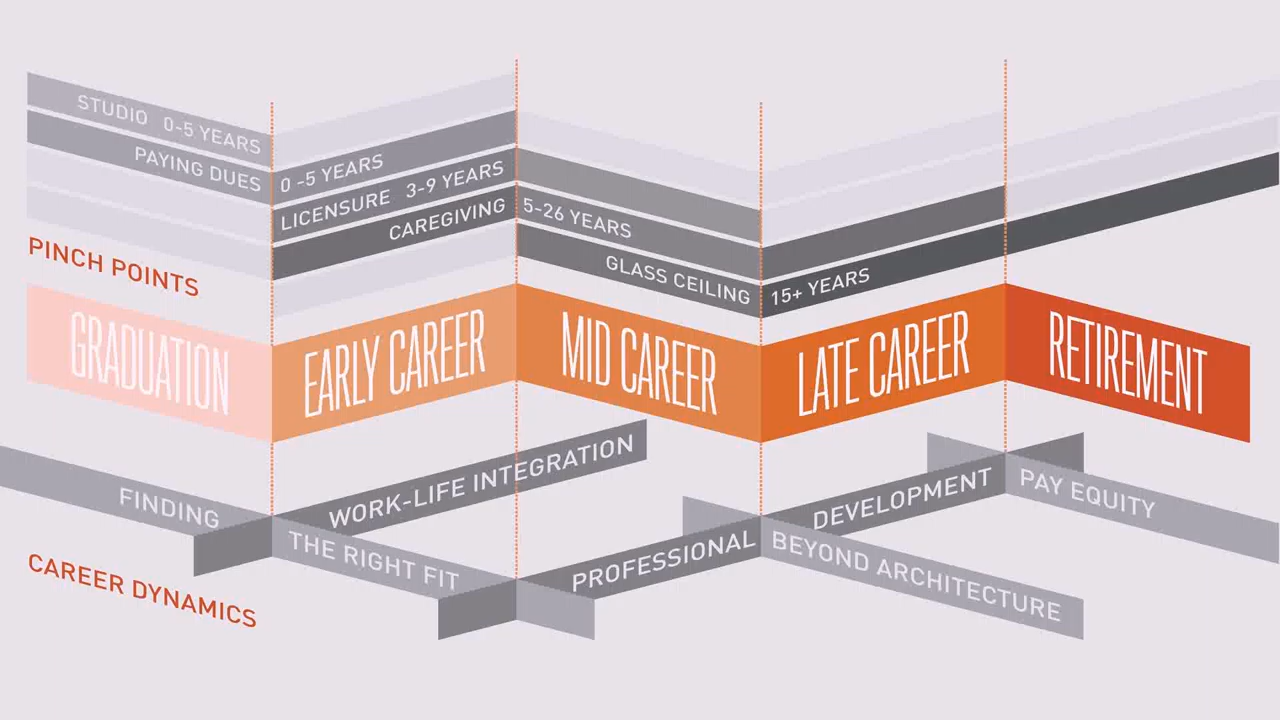 STUDIO 0-5 YEARS
PAYING DUES 0 -5 YEARS
LICENSURE 3-9 YEARS
CAREGIVING 5-26 YEARS
GLASS CEILING 15+ YEARS
PINCH POINTS
GRADUATION
EARLY CAREER
MID CAREER
LATE CAREER
RETIREMENT
FINDING THE RIGHT FIT
WORK-LIFE INTEGRATION
PROFESSIONAL DEVELOPMENT
BEYOND ARCHITECTURE
PAY EQUITY
CAREER DYNAMICS